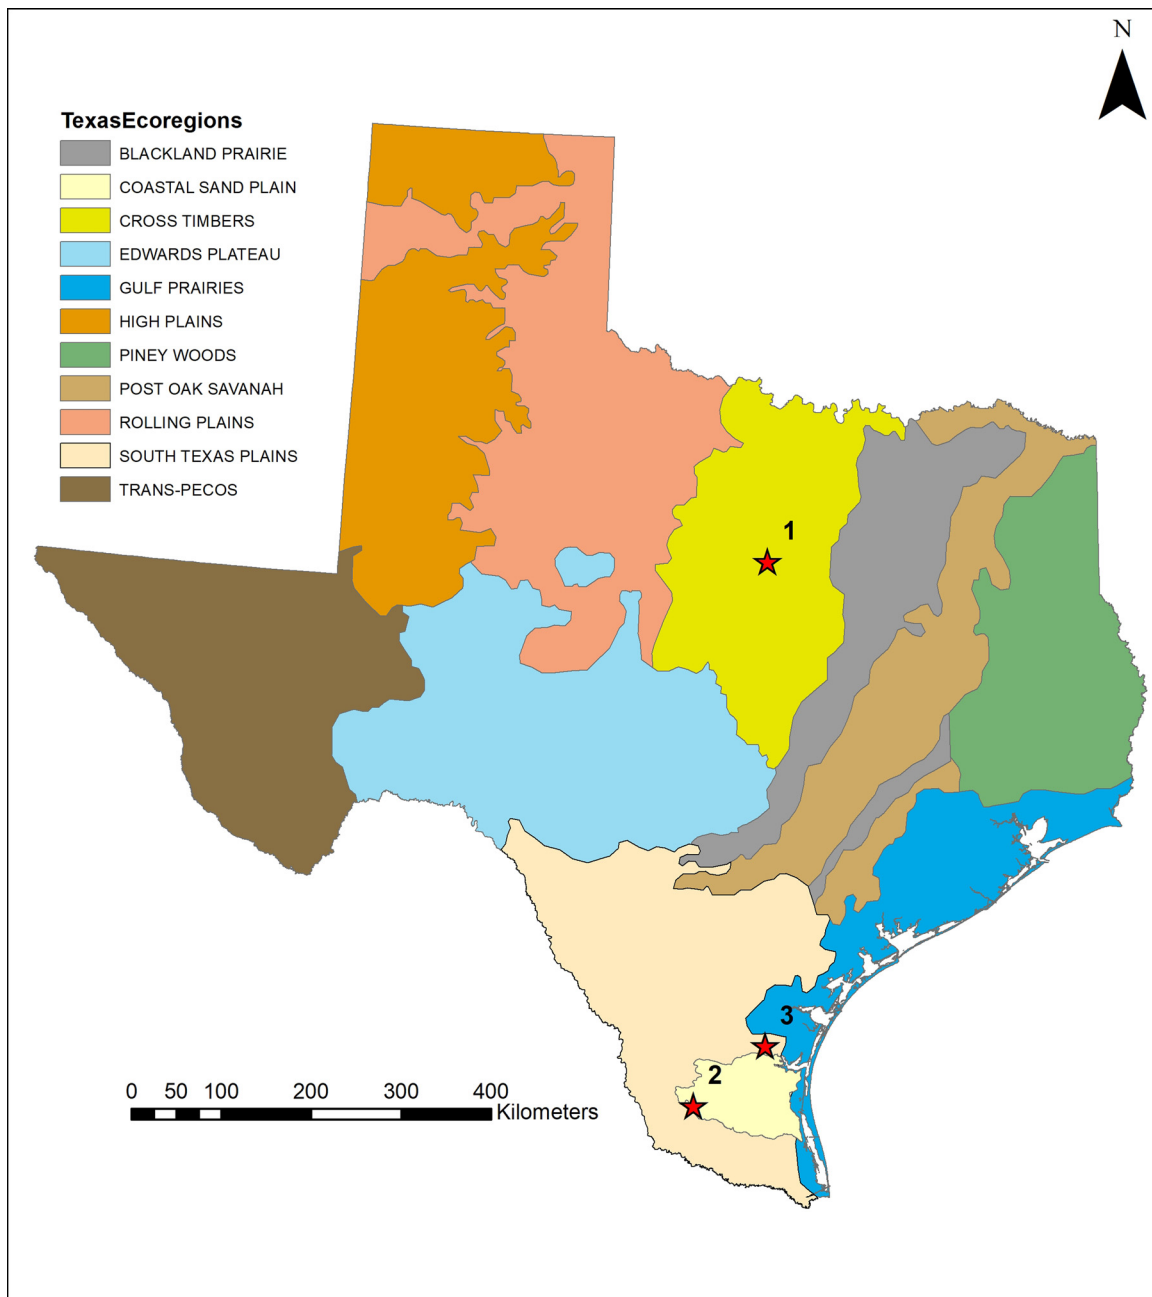 N
TexasEcoregions
BLACKLAND PRAIRIE
COASTAL SAND PLAIN
CROSS TIMBERS
EDWARDS PLATEAU
GULF PRAIRIES
HIGH PLAINS
PINEY WOODS
POST OAK SAVANAH
ROLLING PLAINS
SOUTH TEXAS PLAINS
TRANS-PECOS
1
3
2
0 50 100 200 300 400
Kilometers